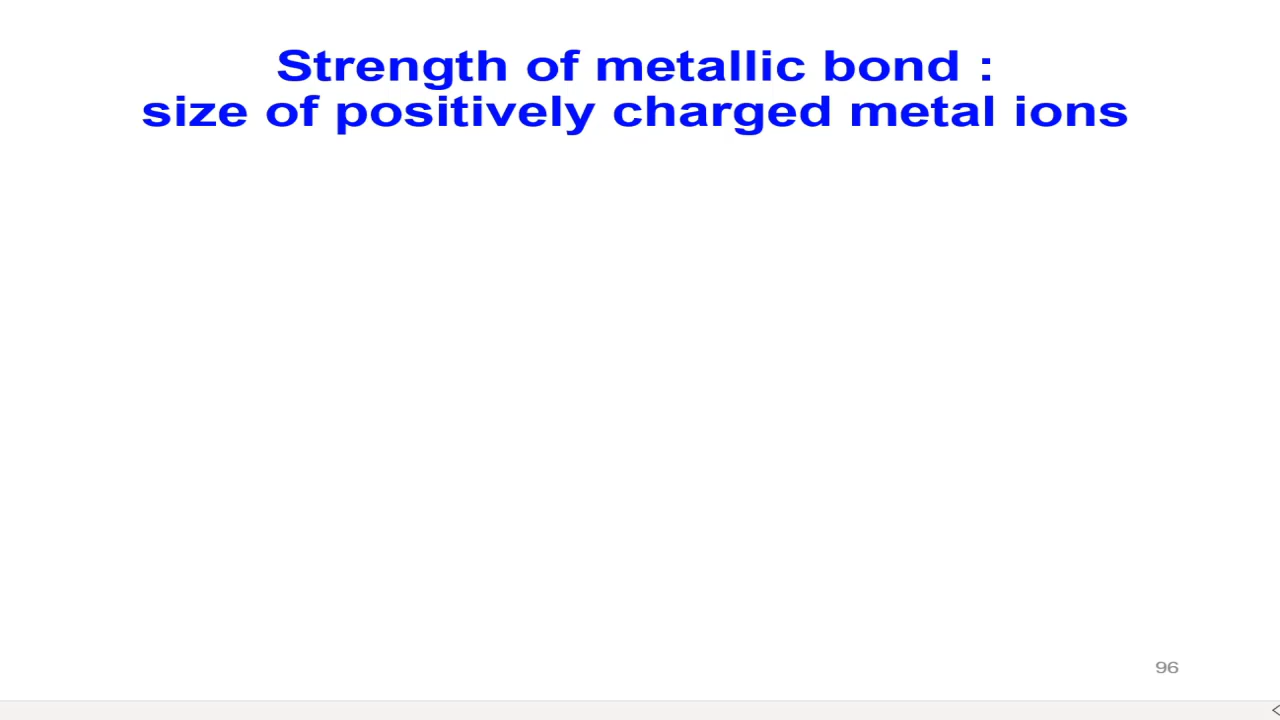 Strength of metallic bond :
size of positively charged metal ions
96